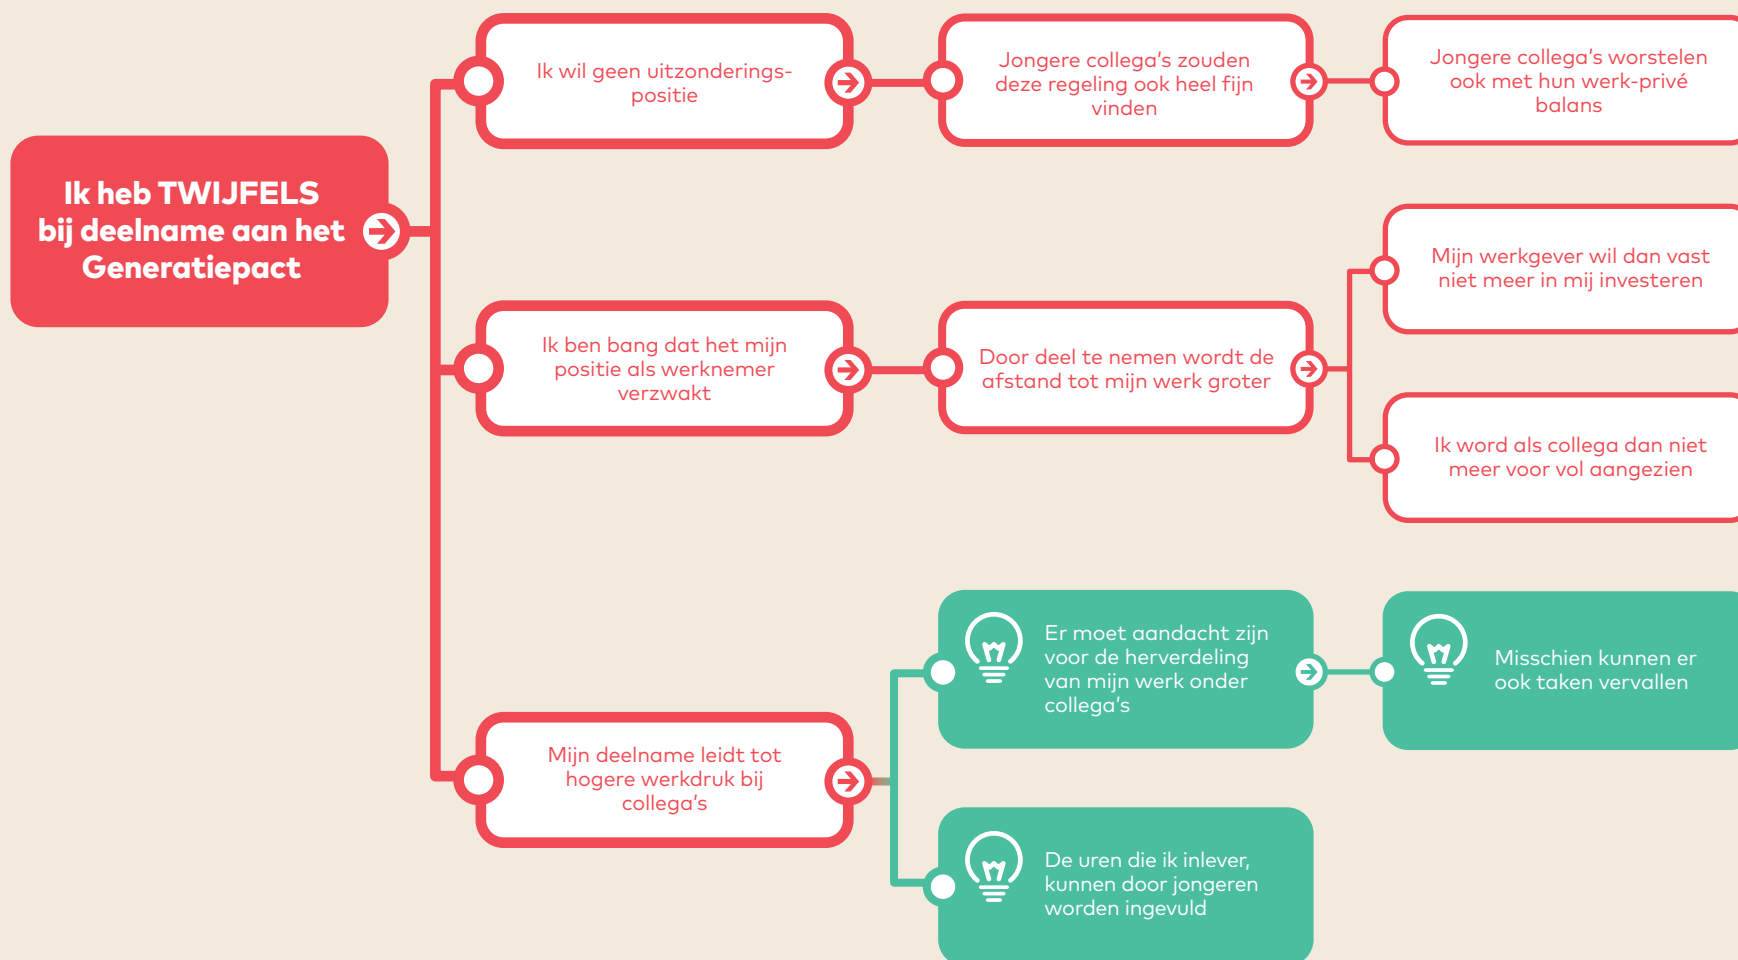 Ik heb TWIJFELS
bij deelname aan het
Generatiepact
Ik wil geen uitzonderings-
positie
Jongere collega's zouden
deze regeling ook heel fijn
vinden
Jongere collega's worstelen
ook met hun werk-privé
balans
Ik ben bang dat het mijn
positie als werknemer
verzwakt
Door deel te nemen wordt de
afstand tot mijn werk groter
Mijn werkgever wil dan vast
niet meer in mij investeren
Ik word als collega dan niet
meer voor vol aangezien
Mijn deelname leidt tot
hogere werkdruk bij
collega's
Er moet aandacht zijn
voor de herverdeling
van mijn werk onder
collega's
Misschien kunnen er
ook taken vervallen
De uren die ik inlever,
kunnen door jongeren
worden ingevuld